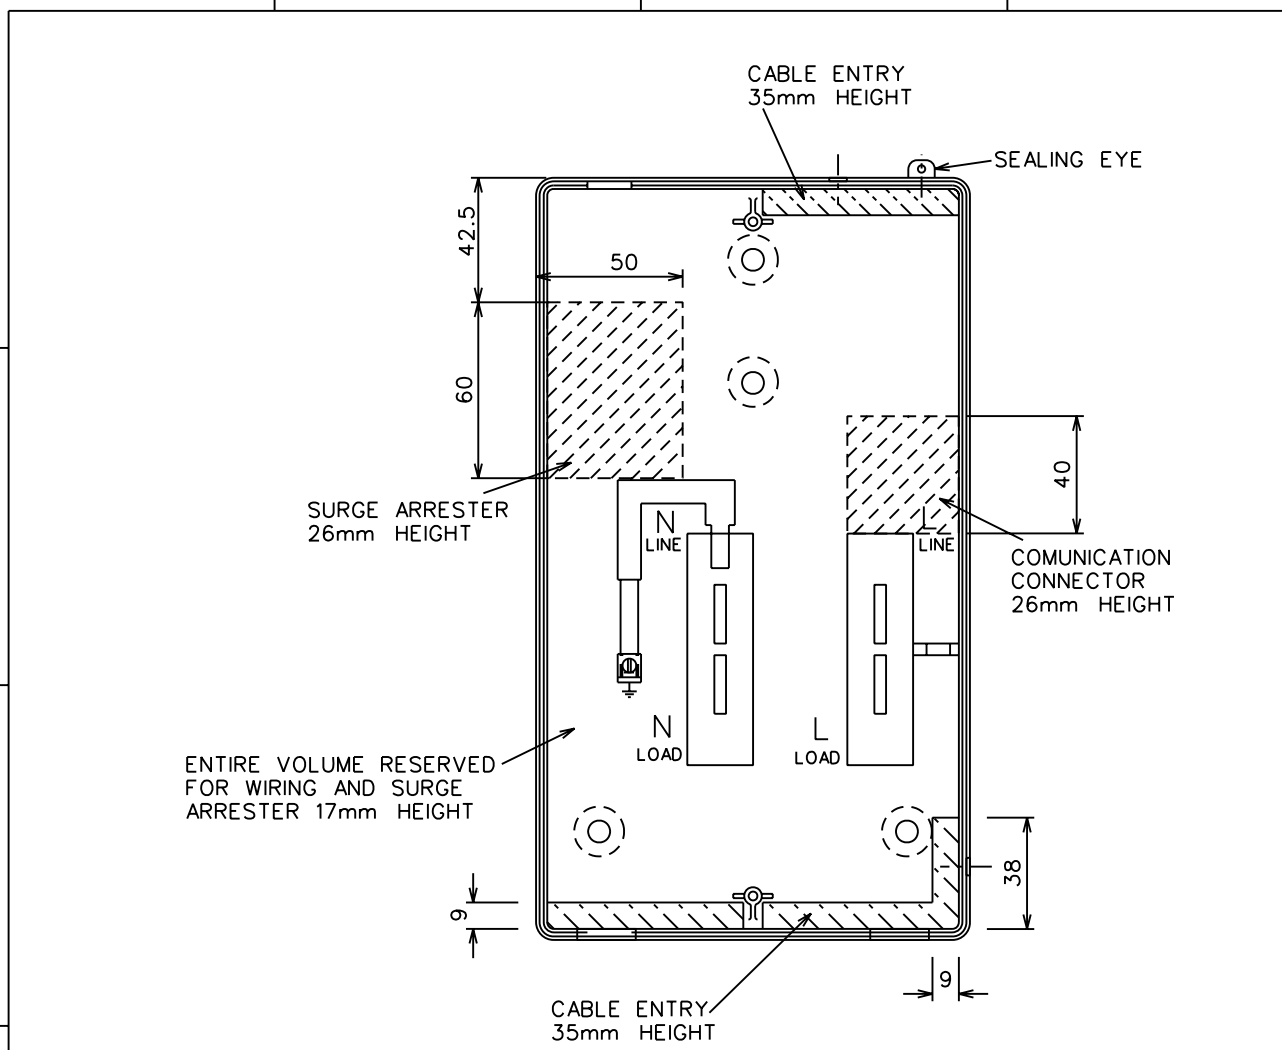 CABLE ENTRY
35mm HEIGHT
SEALING EYE
42.5
50
60
40
SURGE ARRESTER
26mm HEIGHT
N
LINE
L
LINE
COMUNICATION
CONNECTOR
26mm HEIGHT
N
LOAD
L
LOAD
ENTIRE VOLUME RESERVED
FOR WIRING AND SURGE
ARRESTER 17mm HEIGHT
38
9
9
CABLE ENTRY
35mm HEIGHT